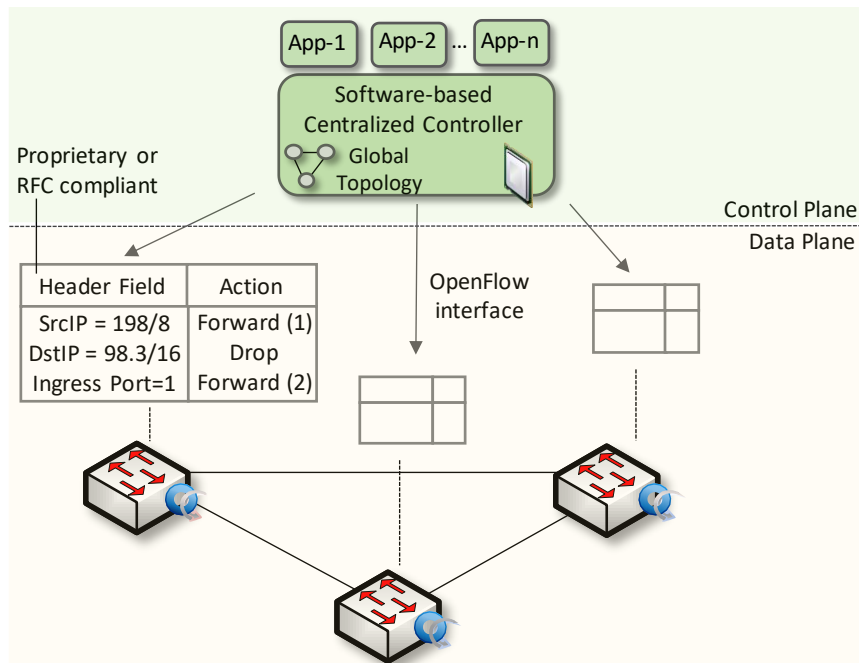 App-1 App-2 ... App-n
Software-based
Centralized Controller
Global
Topology
Proprietary or
RFC compliant
Control Plane
Data Plane
OpenFlow
interface
Header Field Action
SrcIP = 198/8 Forward (1)
DstIP = 98.3/16 Drop
Ingress Port=1 Forward (2)